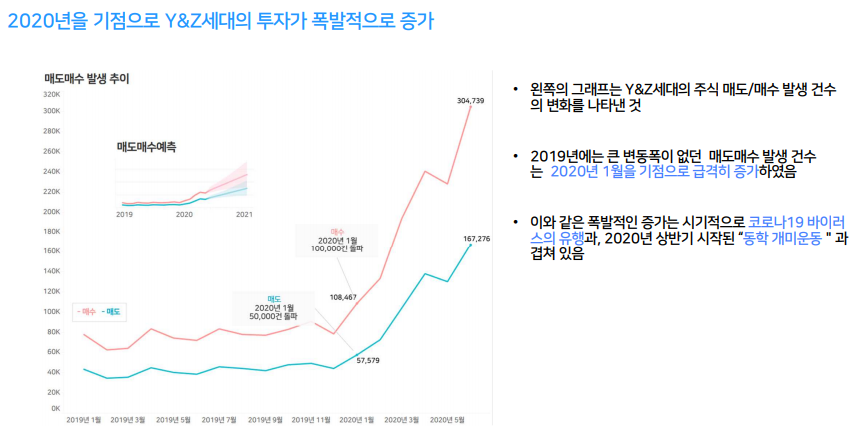 2020년을 기점으로 Y&Z세대의 투자가 폭발적으로 증가
매도매수 발생 추이
320K
300K
280K
260K
240K
220K
200K
180K
160K
140K
120K
100K
80K
60K
40K
20K
0K
304,739
매도매수예측
2019
2020
2021
매수
2020년 1월
100,000건 돌파
167,276
매도
2020년 1월
50,000건 돌파
108,467
- 매수 - 매도
57,579
2019년 1월
2019년 3월
2019년 5월
2019년 7월
2019년 9월
2019년 11월
2020년 1월
2020년 3월
2020년 5월
• 왼쪽의 그래프는 Y&Z세대의 주식 매도/매수 발생 건수
의 변화를 나타낸 것
• 2019년에는 큰 변동폭이 없던 매도매수 발생 건수
는 2020년 1월을 기점으로 급격히 증가하였음
• 이와 같은 폭발적인 증가는 시기적으로 코로나19 바이러
스의 유행과, 2020년 상반기 시작된 “동학 개미운동 " 과
겹쳐 있음